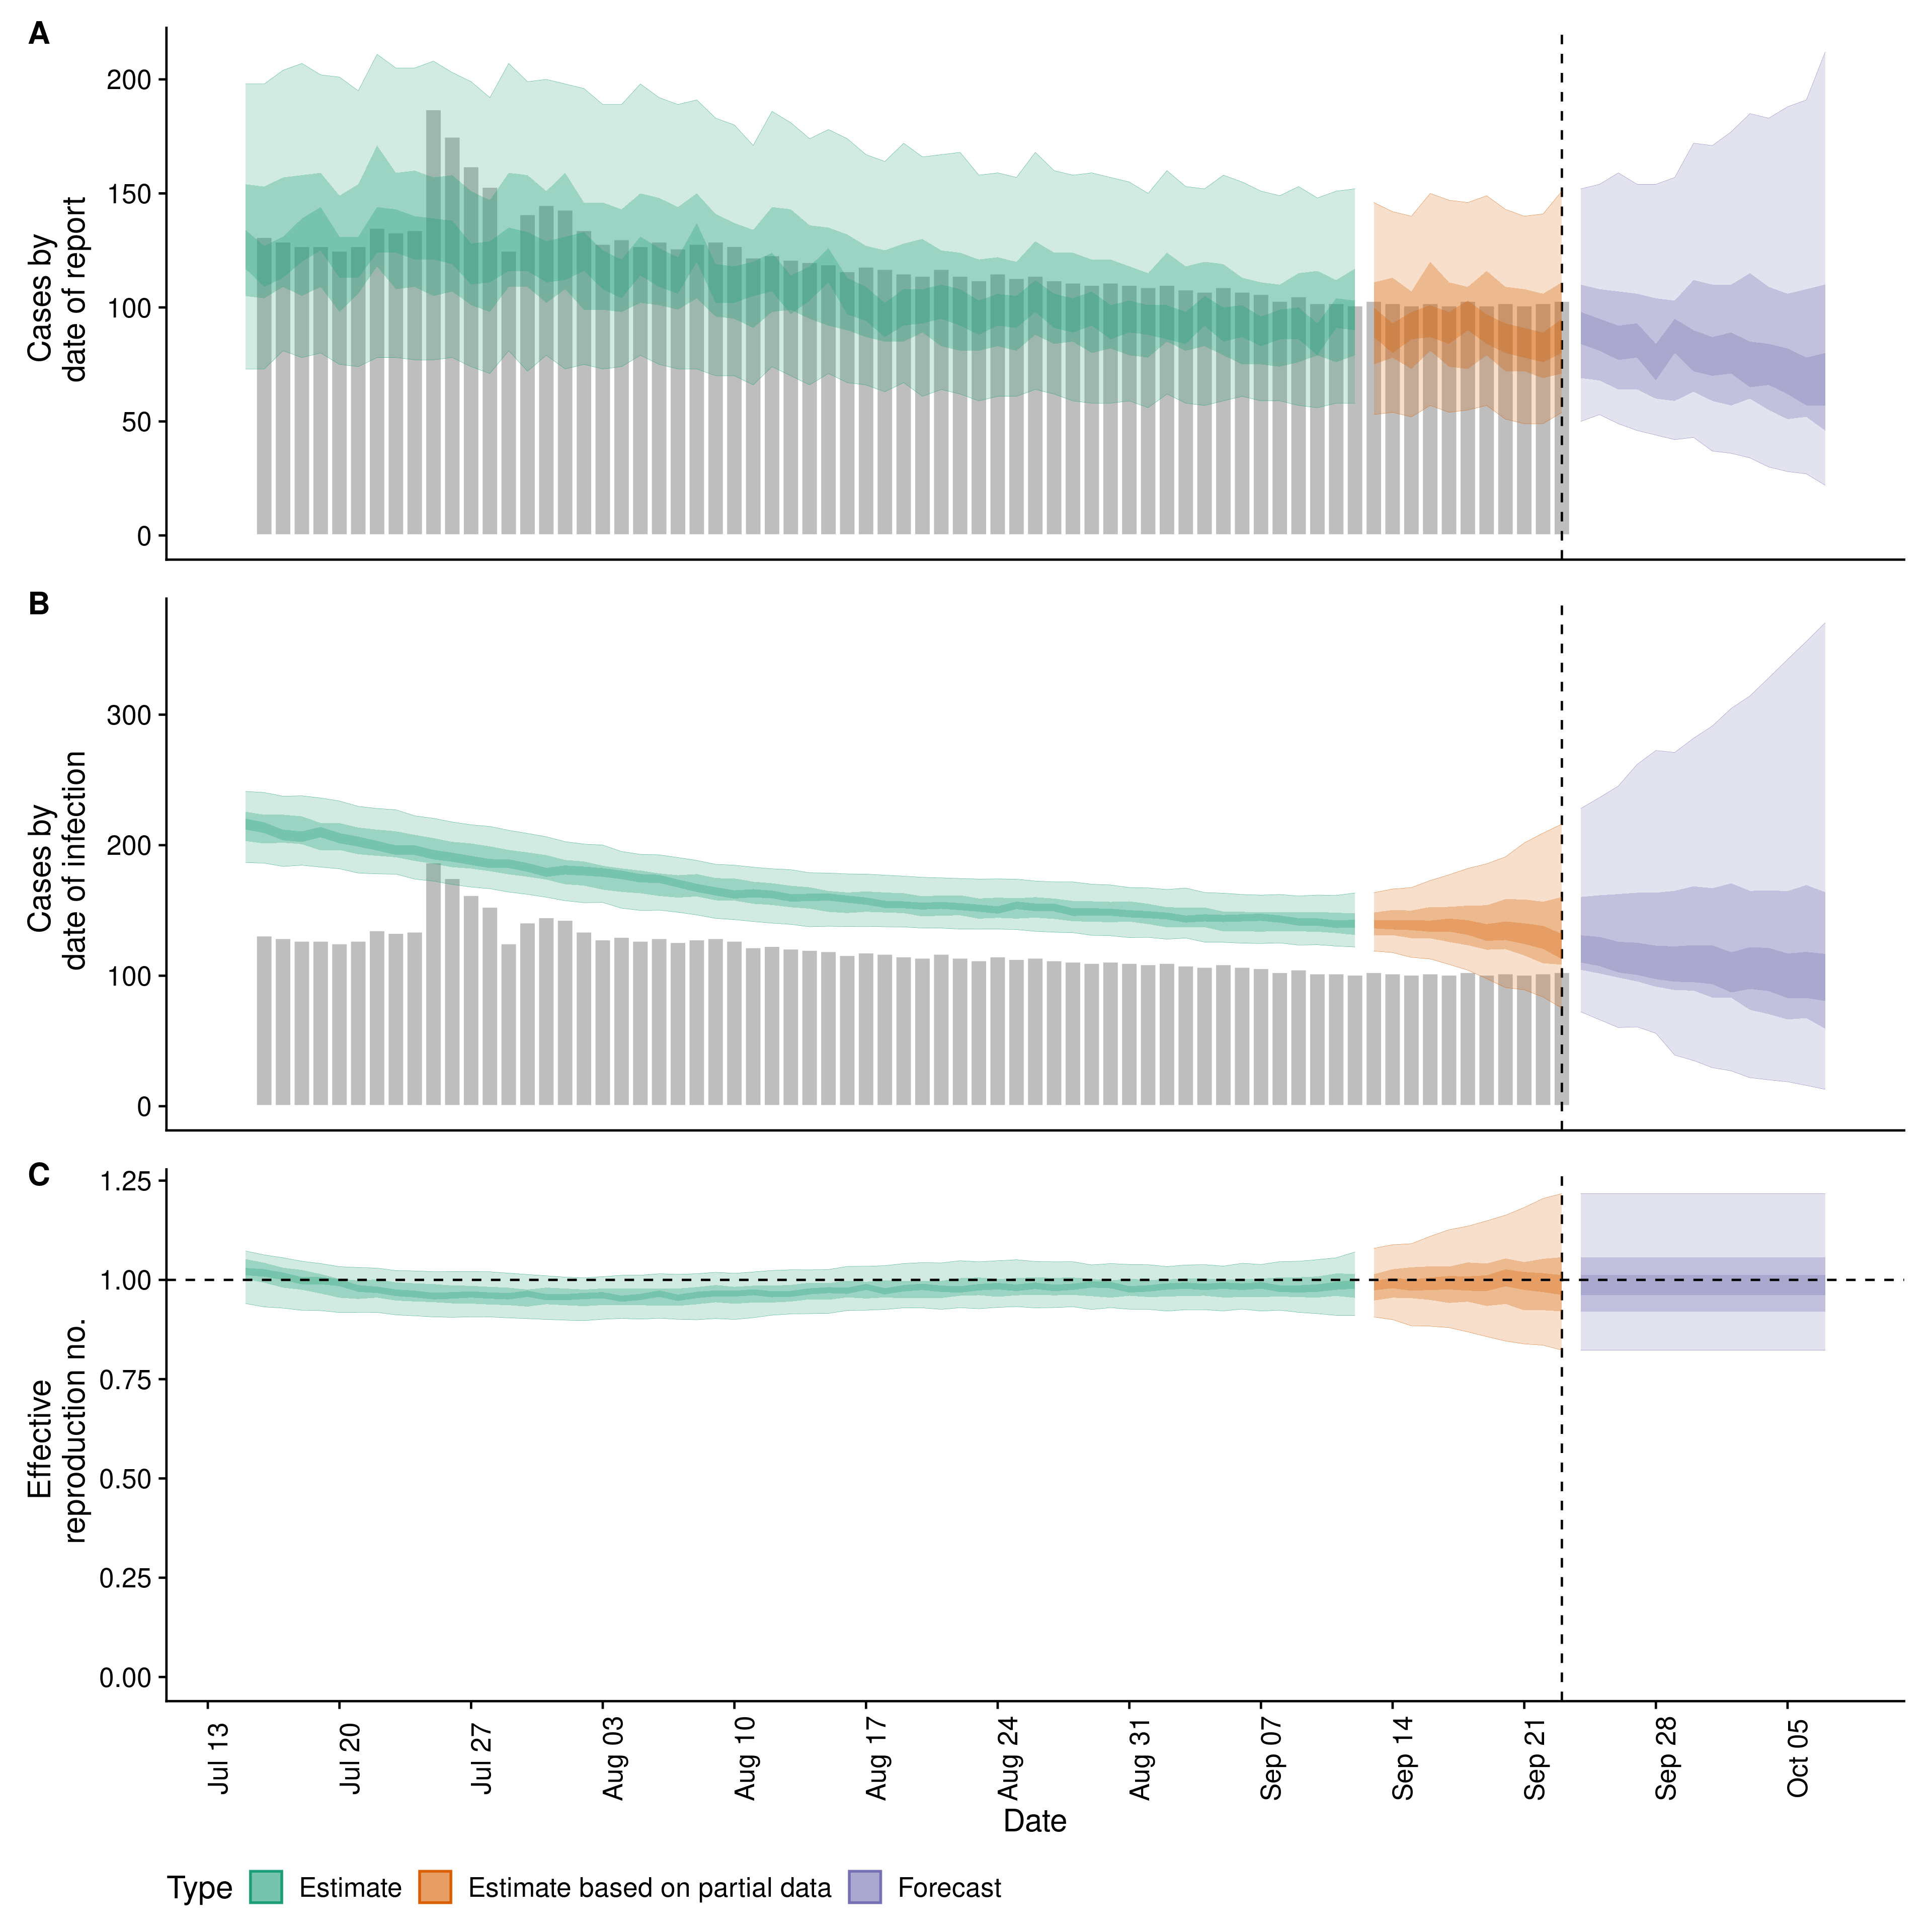 A
200
150
100
50
0
Cases by
date of report
B
300
200
100
0
Cases by
date of infection
C
1.25
1.00
0.75
0.50
0.25
0.00
Effective
reproduction no.
Jul 13
Jul 20
Jul 27
Aug 03
Aug 10
Aug 17
Aug 24
Aug 31
Sep 07
Sep 14
Sep 21
Sep 28
Oct 05
Date
Type Estimate Estimate based on partial data Forecast